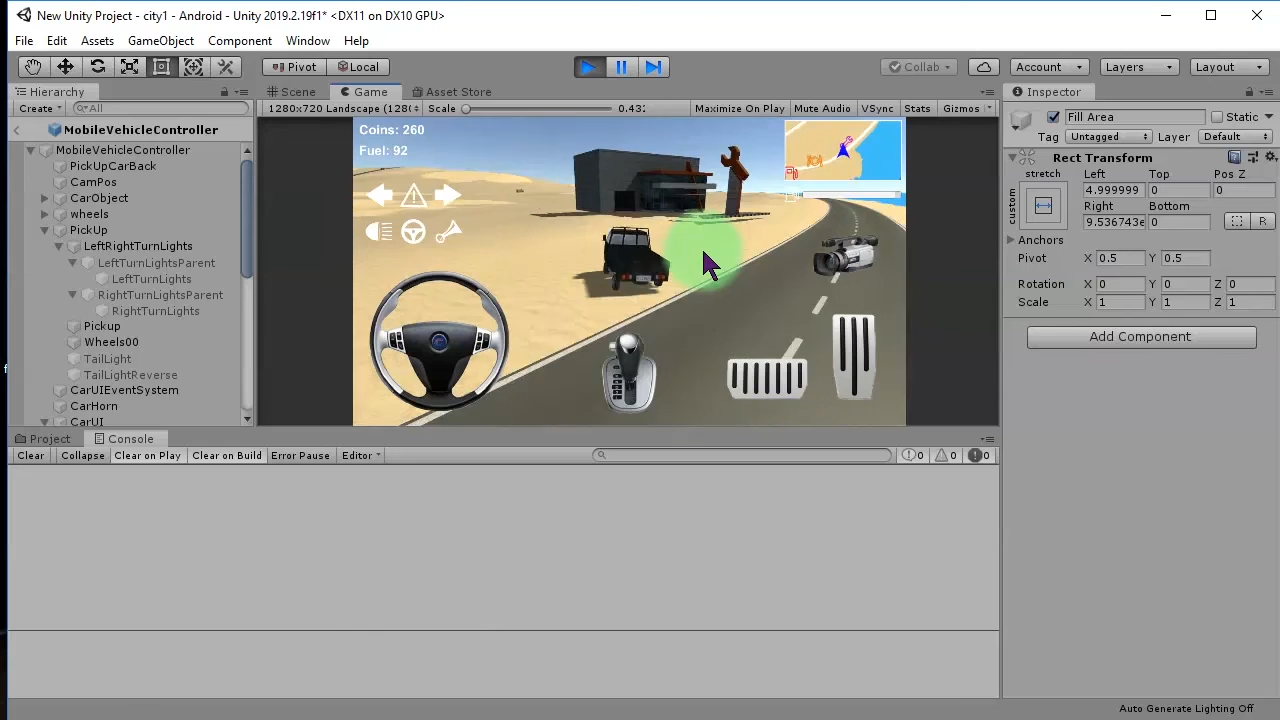 New Unity Project - city1 - Android - Unity 2019.2.19f1* <DX11 on DX10 GPU>
File Edit Assets GameObject Component Window Help
Pivot Local Collab Account Layers Layout
Hierarchy Scene Game Asset Store Inspector
Create All 1280x720 Landscape (128( Scale 0.43 Maximize On Play Mute Audio VSync Stats Gizmos Fill Area Static
MobileVehicleController Tag Untagged Layer Default
MobileVehicleController
PickUpCarBack
CamPos
CarObject
wheels
PickUp
LeftRightTurnLights
LeftTurnLightsParent
LeftTurnLights
RightTurnLightsParent
RightTurnLights
Pickup
Wheels00
TailLight
TailLightReverse
CarUIEventSystem
CarHorn
CarUI
Coins: 260
Fuel: 92
Rect Transform
stretch Left Top Pos Z
custom 4.999999 0 0
Right Bottom
9.536743e 0 R
Anchors
Pivot X 0.5 Y 0.5
Rotation X 0 Y 0 Z 0
Scale X 1 Y 1 Z 1
Add Component
Project Console
Clear Collapse Clear on Play Clear on Build Error Pause Editor 0 0 0
Auto Generate Lighting Off